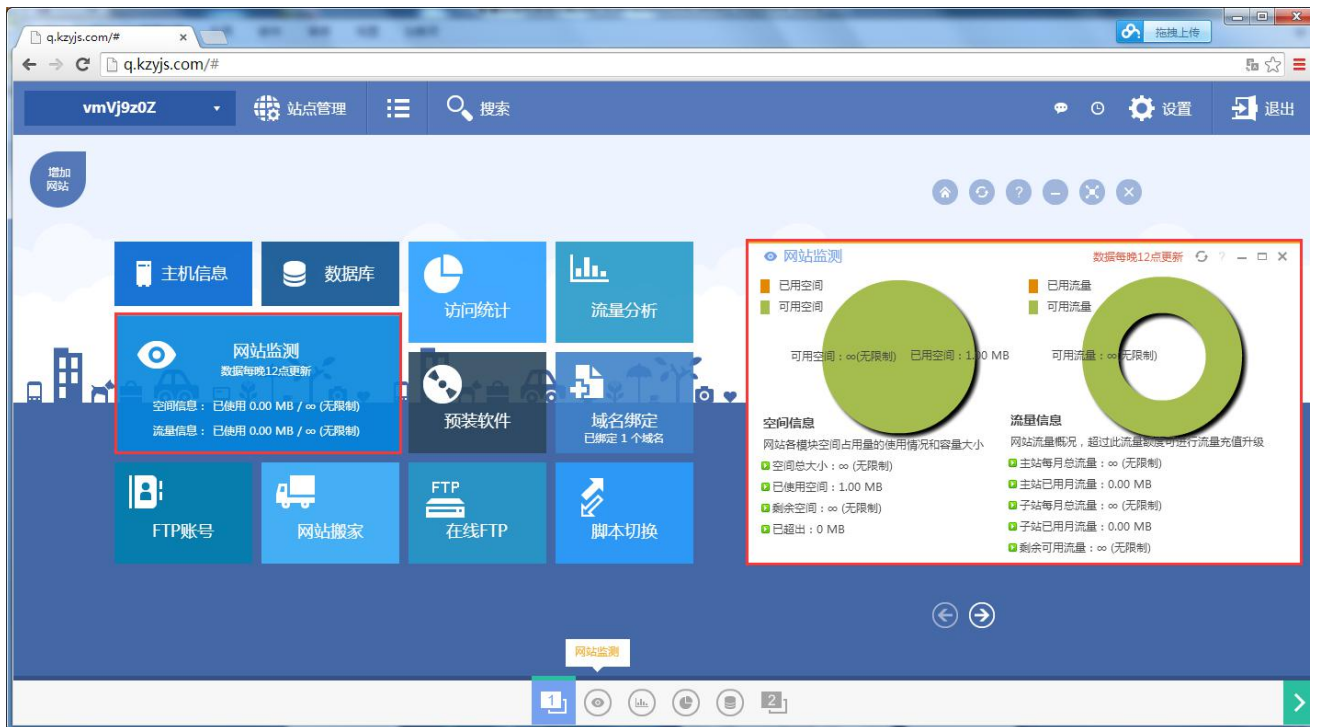 q.kzyjs.com/#
拖拽上传
q.kzyjs.com/#
vmVj9z0Z
站点管理
搜索
设置
退出
增加
网站
主机信息
数据库
访问统计
流量分析
网站监测
数据每晚12点更新
空间信息： 已使用 0.00 MB / ∞ (无限制)
流量信息： 已使用 0.00 MB / ∞ (无限制)
预装软件
域名绑定
已绑定 1 个域名
FTP账号
网站搬家
FTP
在线FTP
脚本切换
网站监测
数据每晚12点更新
已用空间
可用空间
可用空间：∞(无限制)
已用空间：1.00 MB
已用流量
可用流量
可用流量：∞(无限制)
空间信息
网站各模块空间占用量的使用情况和容量大小
空间总大小：∞ (无限制)
已使用空间：1.00 MB
剩余空间：∞ (无限制)
已超出：0 MB
流量信息
网站流量概况，超过此流量额度可进行流量充值升级
主站每月总流量：∞ (无限制)
主站已用月流量：0.00 MB
子站每月总流量：∞ (无限制)
子站已用月流量：0.00 MB
剩余可用流量：∞ (无限制)
网站监测
1
2